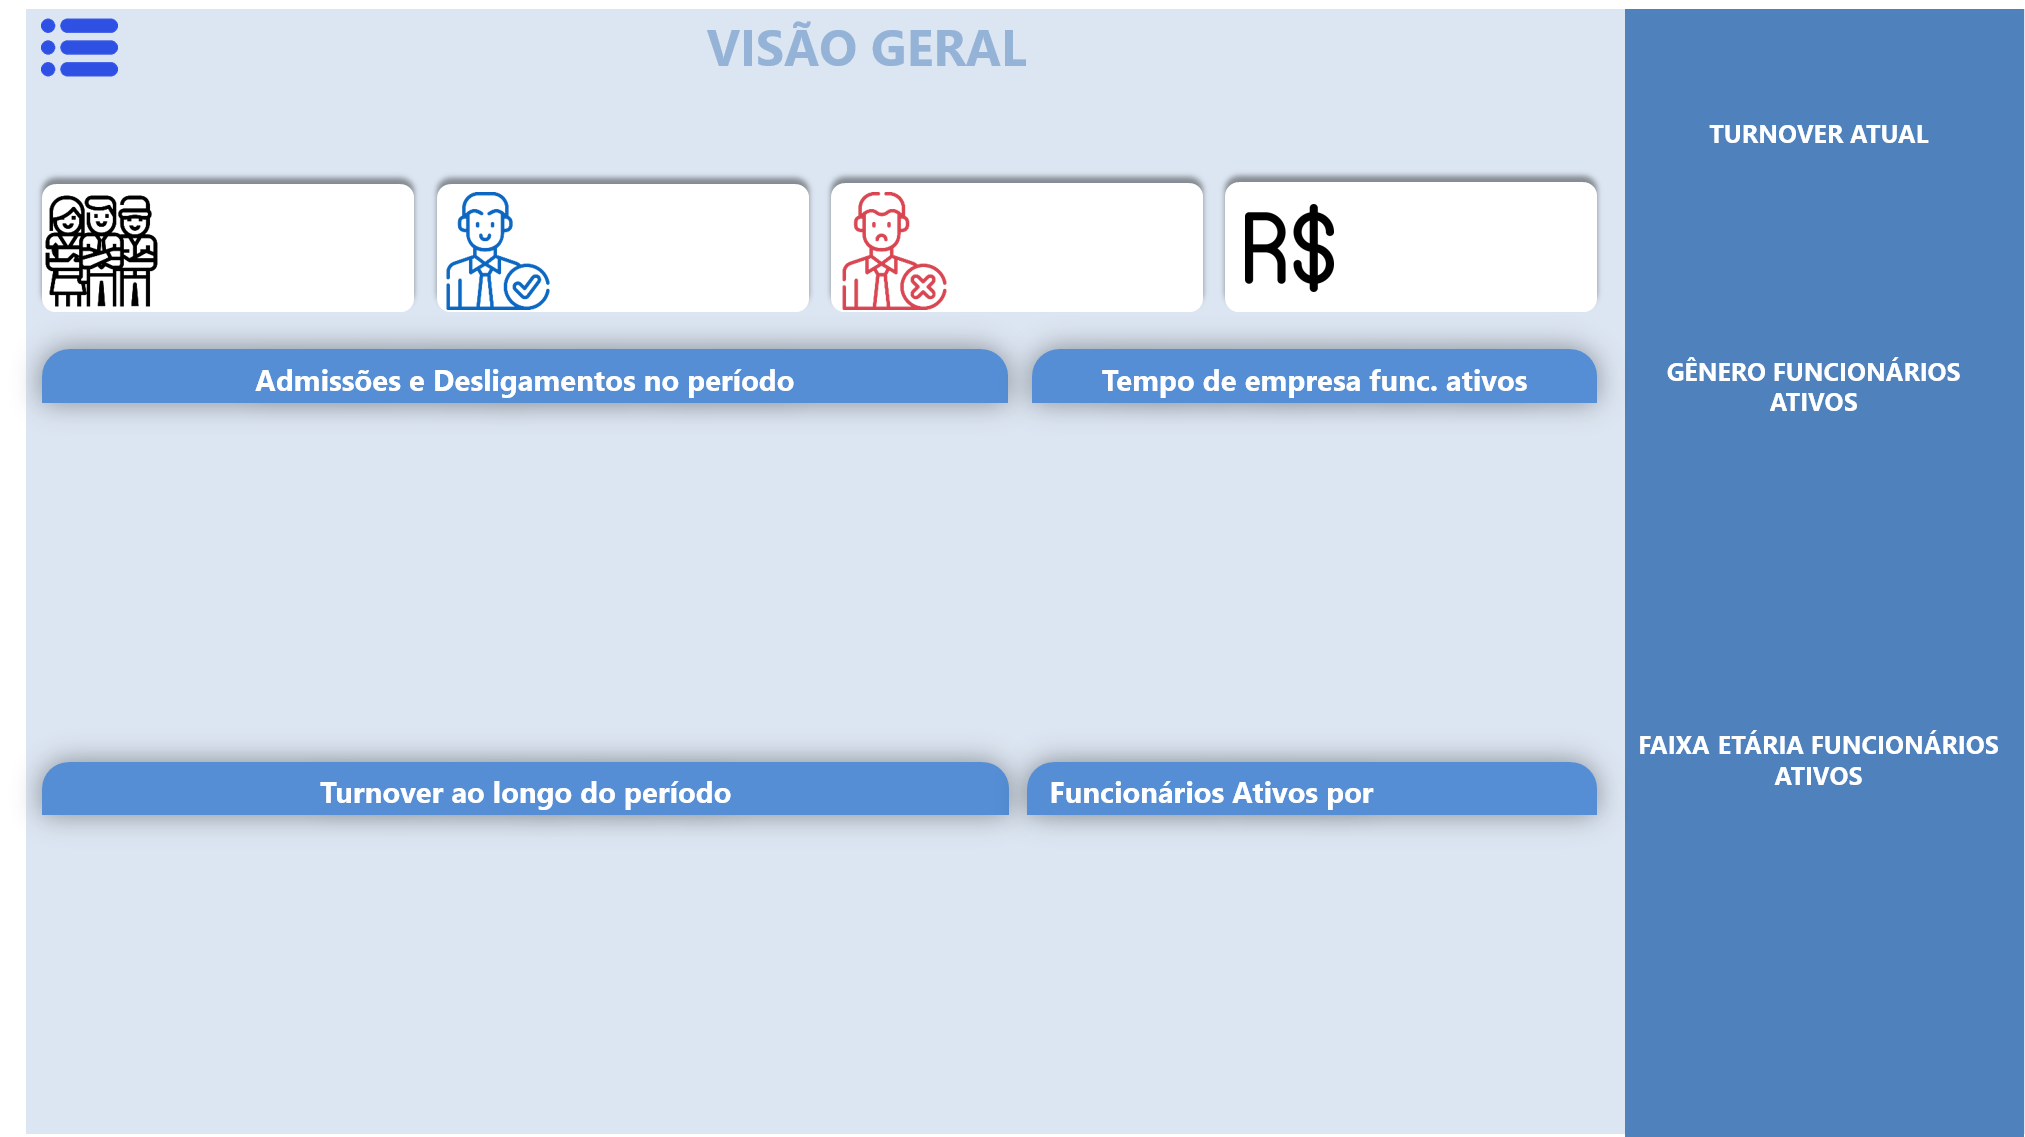 VISÃO GERAL
TURNOVER ATUAL
R$
Admissões e Desligamentos no período
Tempo de empresa func. ativos
GÊNERO FUNCIONÁRIOS
ATIVOS
Turnover ao longo do período
Funcionários Ativos por
FAIXA ETÁRIA FUNCIONÁRIOS
ATIVOS